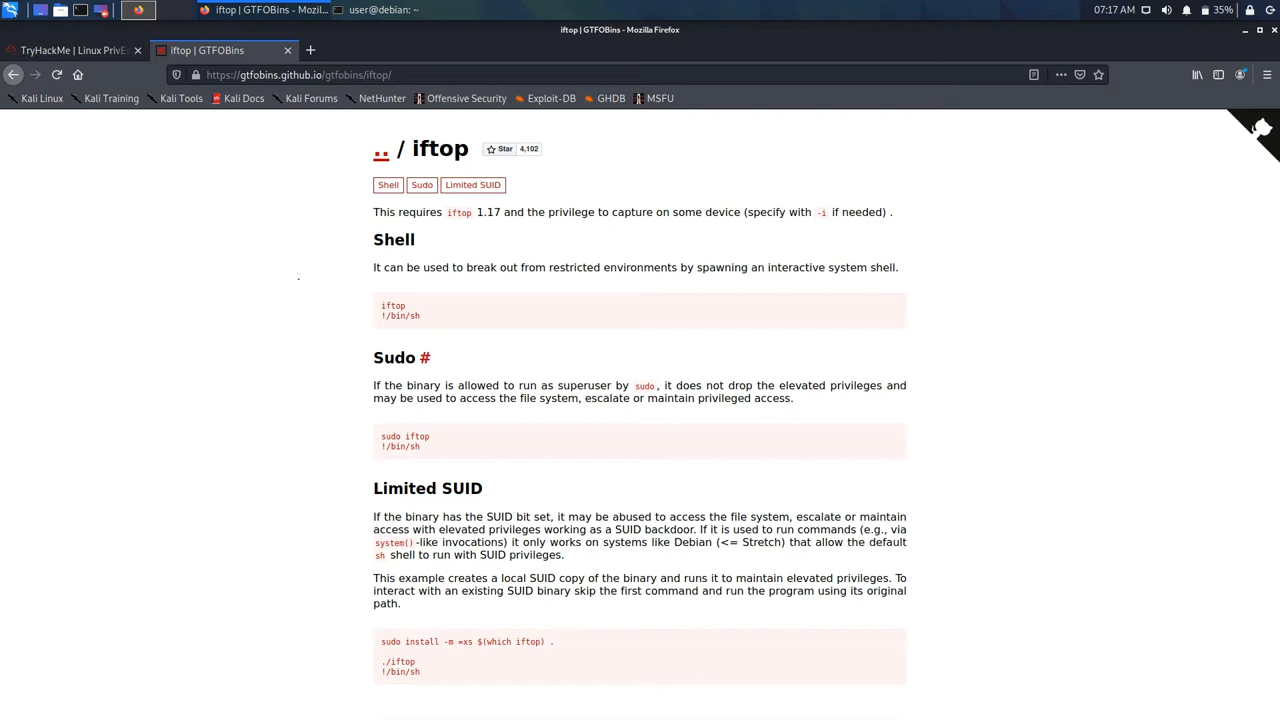 iftop | GTFOBins - Mozil...
user@debian: ~
07:17 AM
35%
iftop | GTFOBins - Mozilla Firefox
TryHackMe | Linux PrivEs
iftop | GTFOBins
https://gtfobins.github.io/gtfobins/iftop/
Kali Linux
Kali Training
Kali Tools
Kali Docs
Kali Forums
NetHunter
Offensive Security
Exploit-DB
GHDB
MSFU
.. / iftop
Star 4,102
Shell Sudo Limited SUID
This requires iftop 1.17 and the privilege to capture on some device (specify with -i if needed) .
Shell
It can be used to break out from restricted environments by spawning an interactive system shell.
iftop
!/bin/sh
Sudo #
If the binary is allowed to run as superuser by sudo, it does not drop the elevated privileges and
may be used to access the file system, escalate or maintain privileged access.
sudo iftop
!/bin/sh
Limited SUID
If the binary has the SUID bit set, it may be abused to access the file system, escalate or maintain
access with elevated privileges working as a SUID backdoor. If it is used to run commands (e.g., via
system()-like invocations) it only works on systems like Debian (<= Stretch) that allow the default
sh shell to run with SUID privileges.
This example creates a local SUID copy of the binary and runs it to maintain elevated privileges. To
interact with an existing SUID binary skip the first command and run the program using its original
path.
sudo install -m =xs $(which iftop) .
./iftop
!/bin/sh